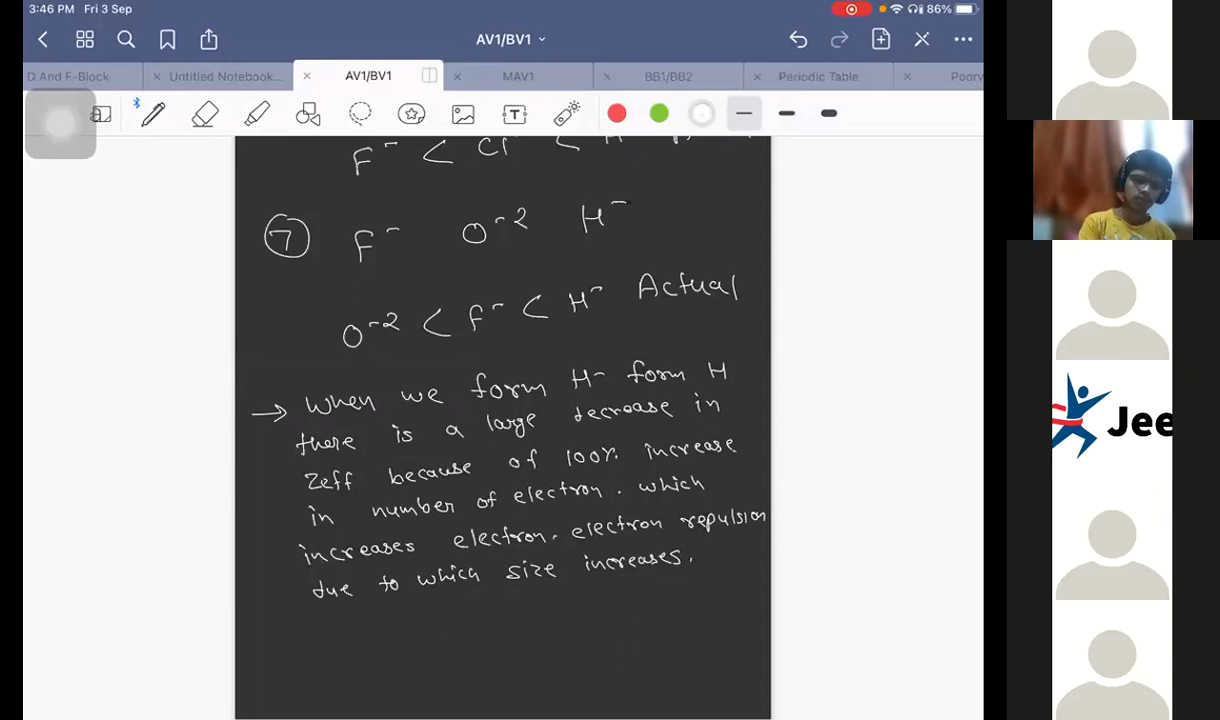 3:46 PM Fri 3 Sep
86%
AV1/BV1
D And F-Block
Untitled Notebook...
AV1/BV1
MAV1
BB1/BB2
Periodic Table
Poorv
T
F⁻ < Cl⁻ < H⁻
7 F⁻ O⁻² H⁻
O⁻² < F⁻ < H⁻ Actual
→ When we form H⁻ form H
there is a large decrease in
Zeff because of 100% increase
in number of electron. which
increases electron-electron repulsion
due to which size increases.
Jee